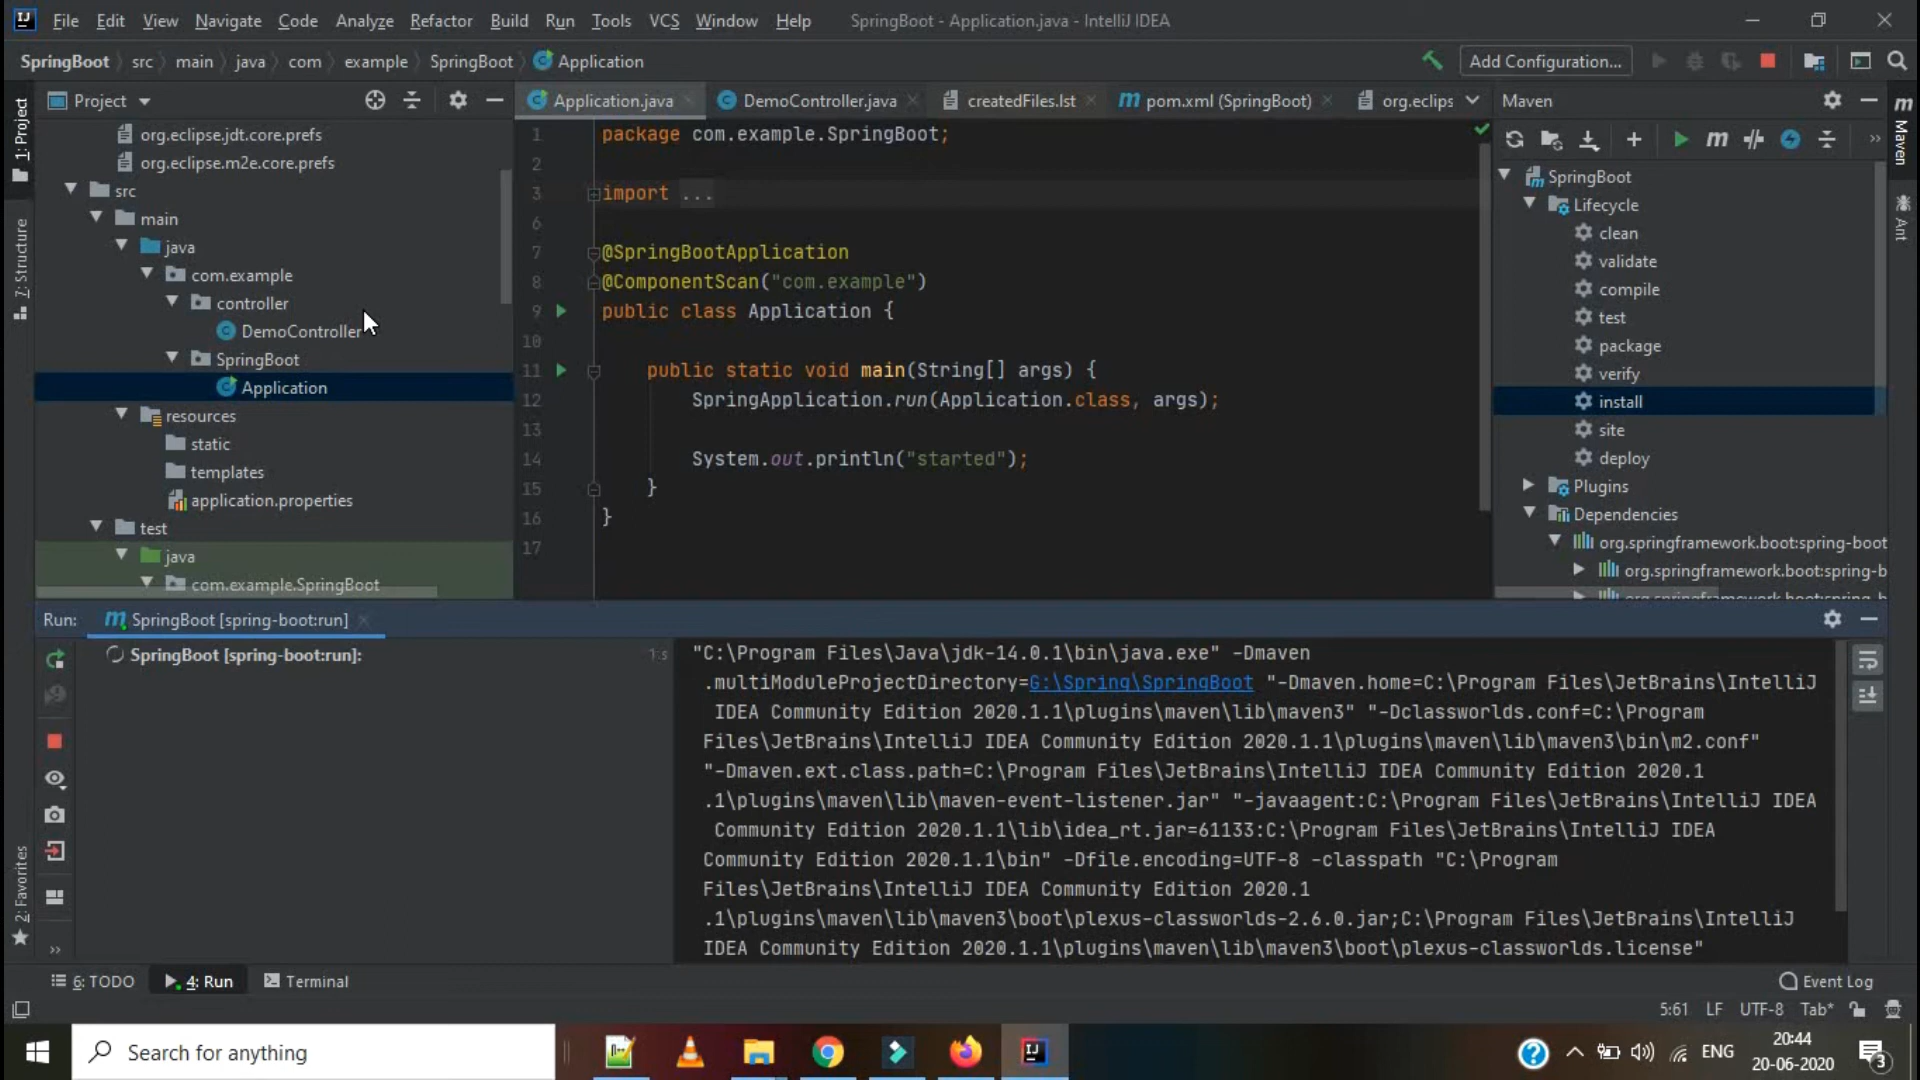 File Edit View Navigate Code Analyze Refactor Build Run Tools VCS Window Help SpringBoot - Application.java - IntelliJ IDEA
SpringBoot src main java com example SpringBoot Application Add Configuration...
1: Project
7: Structure
2: Favorites
Project
org.eclipse.jdt.core.prefs
org.eclipse.m2e.core.prefs
src
main
java
com.example
controller
DemoController
SpringBoot
Application
resources
static
templates
application.properties
test
java
com.example.SpringBoot
Application.java DemoController.java createdFiles.lst pom.xml (SpringBoot) org.eclips
1 package com.example.SpringBoot;
2
3 import ...
6
7 @SpringBootApplication
8 @ComponentScan("com.example")
9 public class Application {
10
11 public static void main(String[] args) {
12 SpringApplication.run(Application.class, args);
13
14 System.out.println("started");
15 }
16 }
17
Maven
SpringBoot
Lifecycle
clean
validate
compile
test
package
verify
install
site
deploy
Plugins
Dependencies
org.springframework.boot:spring-boot
org.springframework.boot:spring-b
org.springframework.boot:spring-b
Maven
Ant
Run: SpringBoot [spring-boot:run]
SpringBoot [spring-boot:run]: 1 s
"C:\Program Files\Java\jdk-14.0.1\bin\java.exe" -Dmaven
.multiModuleProjectDirectory=G:\Spring\SpringBoot "-Dmaven.home=C:\Program Files\JetBrains\IntelliJ
IDEA Community Edition 2020.1.1\plugins\maven\lib\maven3" "-Dclassworlds.conf=C:\Program
Files\JetBrains\IntelliJ IDEA Community Edition 2020.1.1\plugins\maven\lib\maven3\bin\m2.conf"
"-Dmaven.ext.class.path=C:\Program Files\JetBrains\IntelliJ IDEA Community Edition 2020.1
.1\plugins\maven\lib\maven-event-listener.jar" "-javaagent:C:\Program Files\JetBrains\IntelliJ IDEA
Community Edition 2020.1.1\lib\idea_rt.jar=61133:C:\Program Files\JetBrains\IntelliJ IDEA
Community Edition 2020.1.1\bin" -Dfile.encoding=UTF-8 -classpath "C:\Program
Files\JetBrains\IntelliJ IDEA Community Edition 2020.1
.1\plugins\maven\lib\maven3\boot\plexus-classworlds-2.6.0.jar;C:\Program Files\JetBrains\IntelliJ
IDEA Community Edition 2020.1.1\plugins\maven\lib\maven3\boot\plexus-classworlds.license"
6: TODO 4: Run Terminal Event Log
5:61 LF UTF-8 Tab*
Search for anything
ENG
20:44
20-06-2020
3